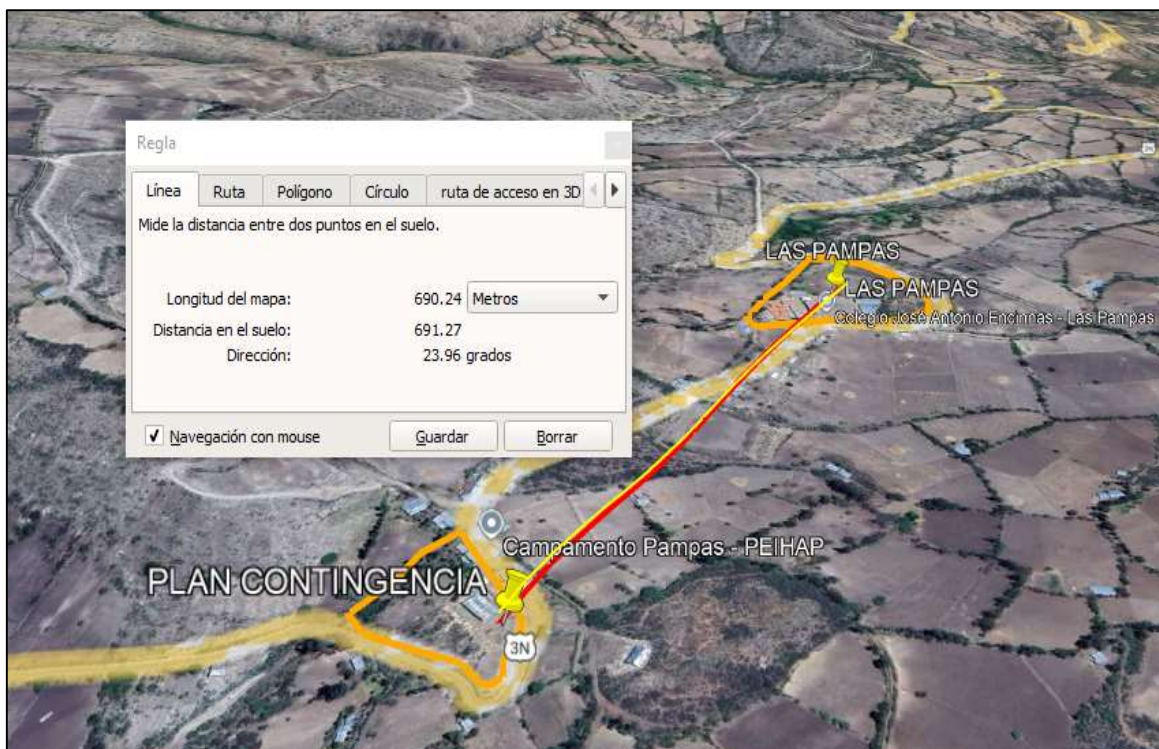 Regla
Línea Ruta Polígono Círculo ruta de acceso en 3D
Mide la distancia entre dos puntos en el suelo.
Longitud del mapa: 690.24 Metros
Distancia en el suelo: 691.27
Dirección: 23.96 grados
Navegación con mouse Guardar Borrar
LAS PAMPAS
LAS PAMPAS
Colegio José Antonio Encinnas - Las Pampas
Campamento Pampas - PEIHAP
PLAN CONTINGENCIA
3N